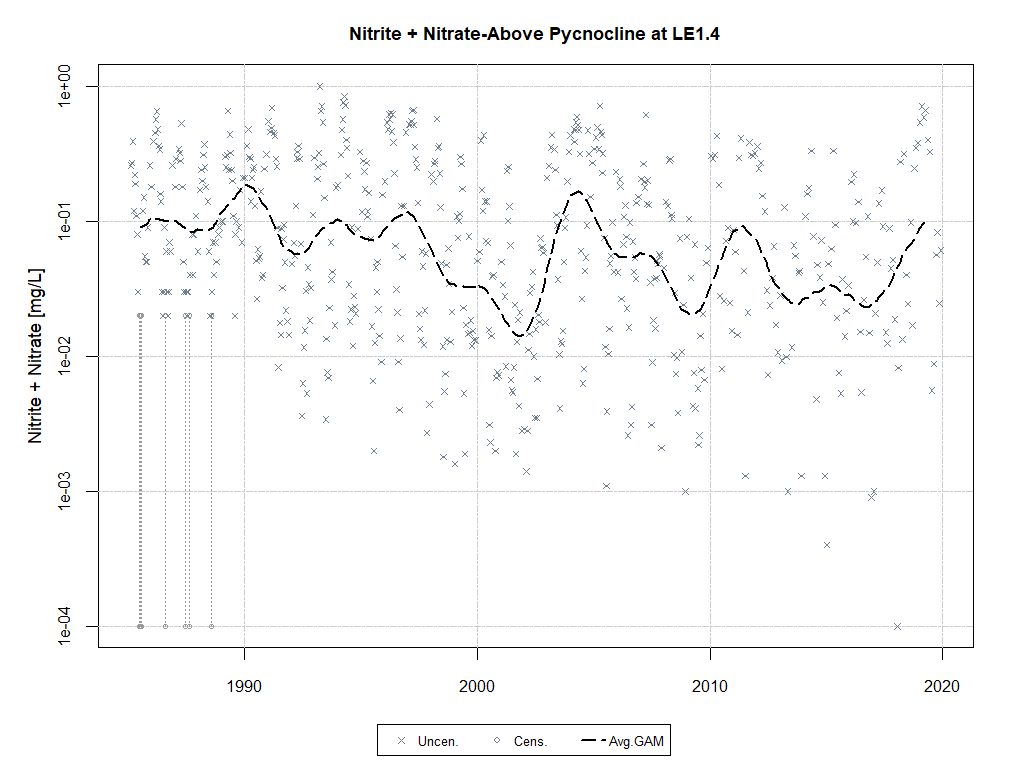 Nitrite + Nitrate-Above Pycnocline at LE1.4
Nitrite + Nitrate [mg/L]
1e+00
1e-01
1e-02
1e-03
1e-04
1990
2000
2010
2020
Uncen.
Cens.
Avg.GAM